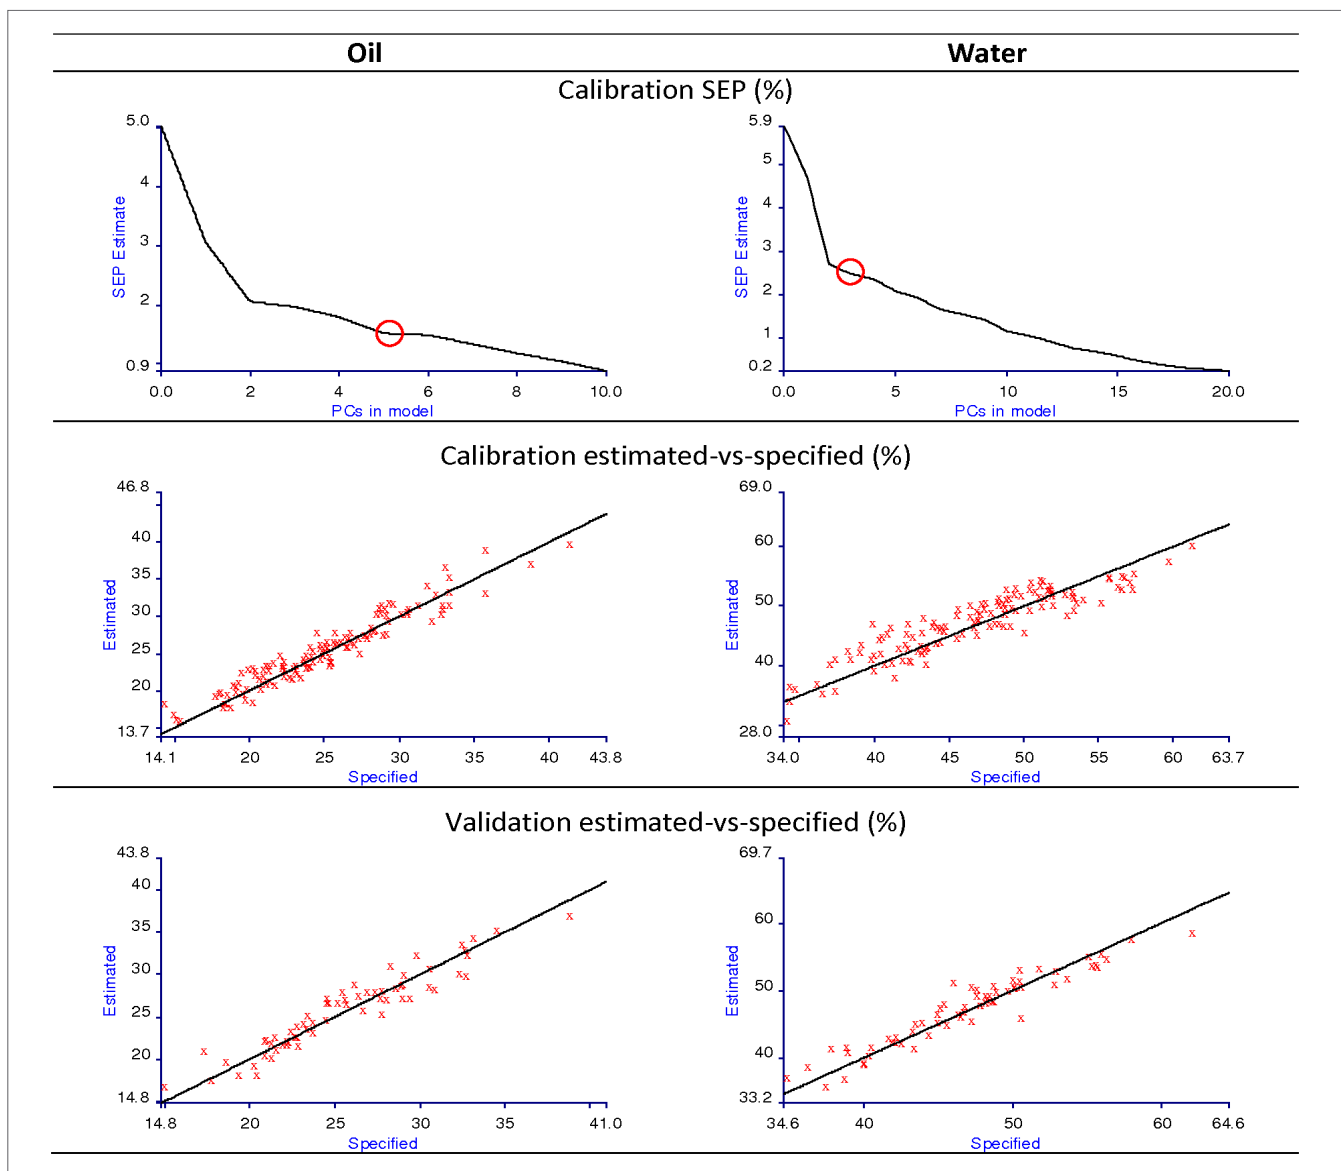 Oil Water
Calibration SEP (%)
5.0
4
3
2
0.9
SEP Estimate
0.0 2 4 6 8 10.0
PCs in model
5.9
5
4
3
2
1
0.2
SEP Estimate
0.0 5 10 15 20.0
PCs in model
Calibration estimated-vs-specified (%)
46.8
40
35
30
25
20
13.7
Estimated
14.1 20 25 30 35 40 43.8
Specified
69.0
60
50
40
28.0
Estimated
34.0 40 45 50 55 60 63.7
Specified
Validation estimated-vs-specified (%)
43.8
40
35
30
25
20
14.8
Estimated
14.8 20 25 30 35 41.0
Specified
69.7
60
50
40
33.2
Estimated
34.6 40 50 60 64.6
Specified